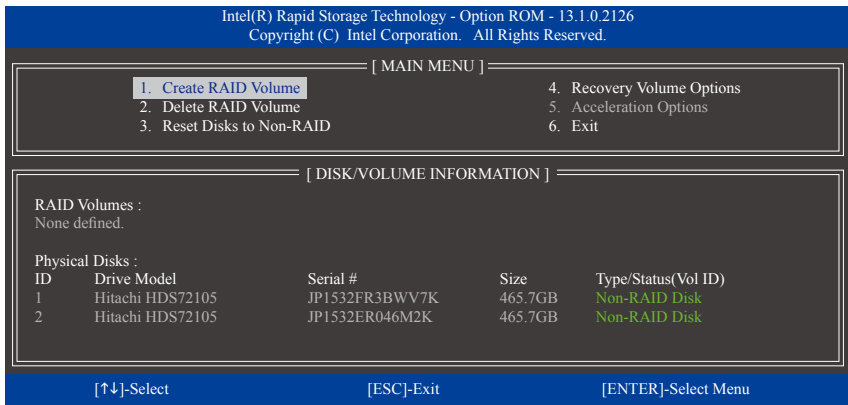 Intel(R) Rapid Storage Technology - Option ROM - 13.1.0.2126
Copyright (C) Intel Corporation. All Rights Reserved.
[ MAIN MENU ]
1. Create RAID Volume
2. Delete RAID Volume
3. Reset Disks to Non-RAID
4. Recovery Volume Options
5. Acceleration Options
6. Exit
[ DISK/VOLUME INFORMATION ]
RAID Volumes :
None defined.
Physical Disks :
ID Drive Model Serial # Size Type/Status(Vol ID)
1 Hitachi HDS72105 JP1532FR3BWV7K 465.7GB Non-RAID Disk
2 Hitachi HDS72105 JP1532ER046M2K 465.7GB Non-RAID Disk
[↑↓]-Select [ESC]-Exit [ENTER]-Select Menu